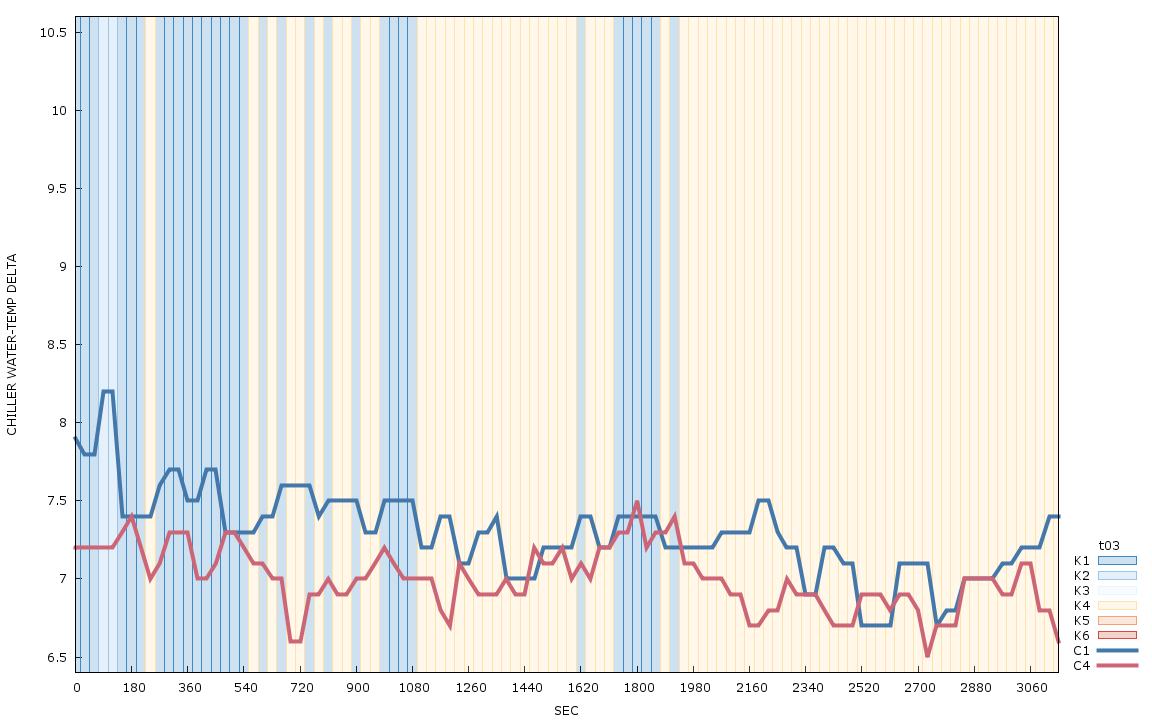 10.5
10
9.5
9
8.5
8
7.5
7
6.5
CHILLER WATER-TEMP DELTA
0 180 360 540 720 900 1080 1260 1440 1620 1800 1980 2160 2340 2520 2700 2880 3060
SEC
t03
K1
K2
K3
K4
K5
K6
C1
C4